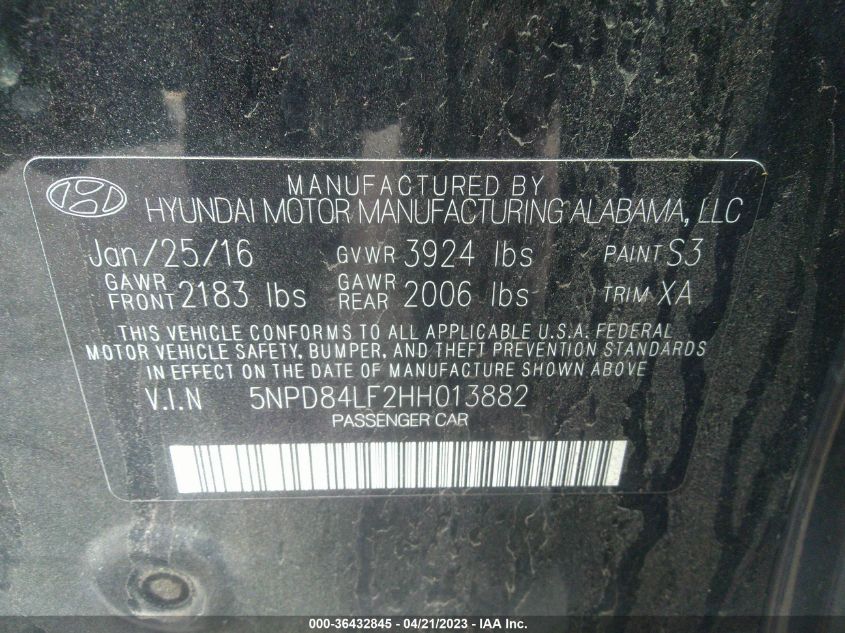 MANUFACTURED BY
HYUNDAI MOTOR MANUFACTURING ALABAMA, LLC
Jan/25/16 GVWR 3924 lbs PAINT S3
GAWR FRONT 2183 lbs GAWR REAR 2006 lbs TRIM XA
THIS VEHICLE CONFORMS TO ALL APPLICABLE U.S.A. FEDERAL
MOTOR VEHICLE SAFETY, BUMPER, AND THEFT PREVENTION STANDARDS
IN EFFECT ON THE DATE OF MANUFACTURE SHOWN ABOVE
V.I.N 5NPD84LF2HH013882
PASSENGER CAR
000-36432845 - 04/21/2023 - IAA Inc.